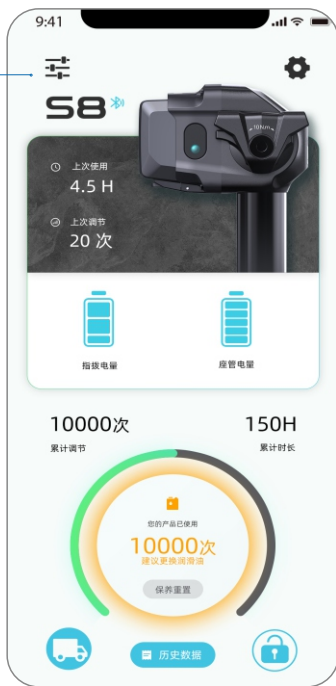 9:41
S8
上次使用
4.5 H
上次调节
20 次
指拨电量
座管电量
10000次
150H
累计调节
累计时长
您的产品已使用
10000次
建议更换润滑油
保养重置
历史数据